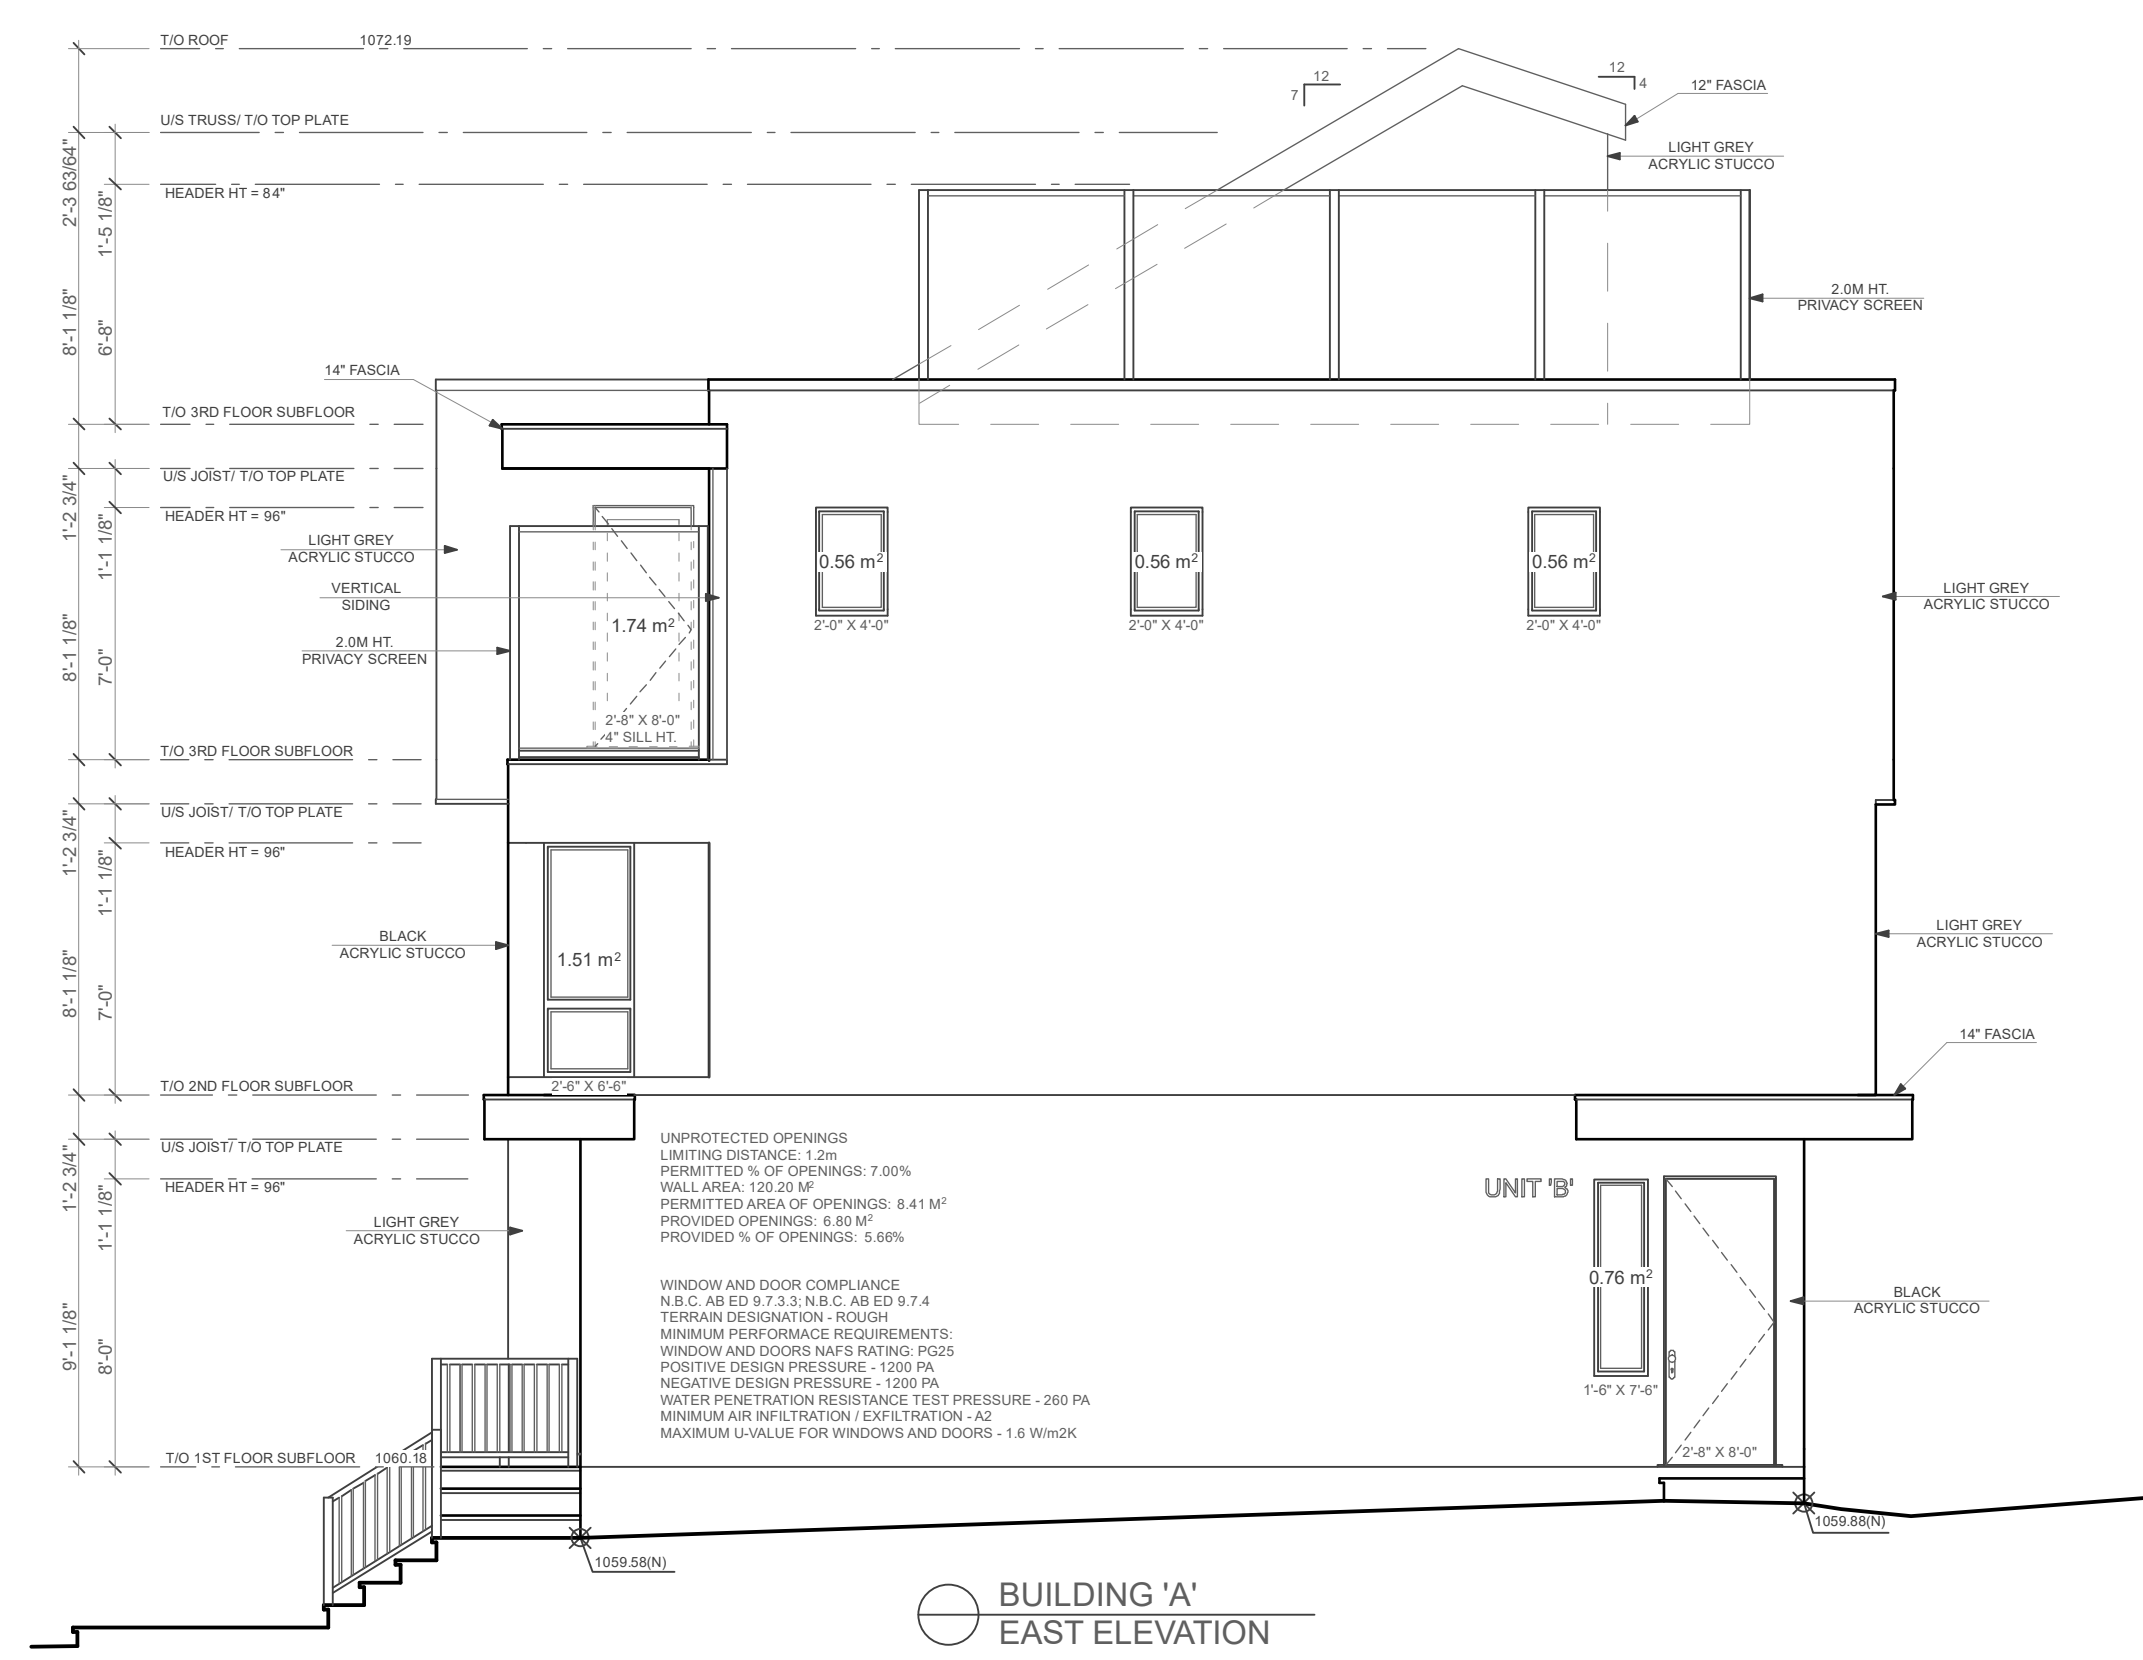 T/O ROOF 1072.19
12
7
12
4
12" FASCIA
U/S TRUSS/ T/O TOP PLATE
LIGHT GREY
ACRYLIC STUCCO
HEADER HT = 84"
2'-3 63/64"
1'-5 1/8"
8'-1 1/8"
6'-8"
2.0M HT.
PRIVACY SCREEN
14" FASCIA
T/O 3RD FLOOR SUBFLOOR
U/S JOIST/ T/O TOP PLATE
HEADER HT = 96"
1'-2 3/4"
1'-1 1/8"
LIGHT GREY
ACRYLIC STUCCO
0.56 m²
0.56 m²
0.56 m²
VERTICAL
SIDING
LIGHT GREY
ACRYLIC STUCCO
1.74 m²
2'-0" X 4'-0"
2'-0" X 4'-0"
2'-0" X 4'-0"
2.0M HT.
PRIVACY SCREEN
8'-1 1/8"
7'-0"
2'-8" X 8'-0"
4" SILL HT.
T/O 3RD FLOOR SUBFLOOR
U/S JOIST/ T/O TOP PLATE
HEADER HT = 96"
1'-2 3/4"
1'-1 1/8"
BLACK
ACRYLIC STUCCO
LIGHT GREY
ACRYLIC STUCCO
1.51 m²
8'-1 1/8"
7'-0"
14" FASCIA
T/O 2ND FLOOR SUBFLOOR
2'-6" X 6'-6"
U/S JOIST/ T/O TOP PLATE
HEADER HT = 96"
1'-2 3/4"
1'-1 1/8"
LIGHT GREY
ACRYLIC STUCCO
UNPROTECTED OPENINGS
LIMITING DISTANCE: 1.2m
PERMITTED % OF OPENINGS: 7.00%
WALL AREA: 120.20 M²
PERMITTED AREA OF OPENINGS: 8.41 M²
PROVIDED OPENINGS: 6.80 M²
PROVIDED % OF OPENINGS: 5.66%
WINDOW AND DOOR COMPLIANCE
N.B.C. AB ED 9.7.3.3; N.B.C. AB ED 9.7.4
TERRAIN DESIGNATION - ROUGH
MINIMUM PERFORMACE REQUIREMENTS:
WINDOW AND DOORS NAFS RATING: PG25
POSITIVE DESIGN PRESSURE - 1200 PA
NEGATIVE DESIGN PRESSURE - 1200 PA
WATER PENETRATION RESISTANCE TEST PRESSURE - 260 PA
MINIMUM AIR INFILTRATION / EXFILTRATION - A2
MAXIMUM U-VALUE FOR WINDOWS AND DOORS - 1.6 W/m2K
UNIT 'B'
0.76 m²
1'-6" X 7'-6"
BLACK
ACRYLIC STUCCO
2'-8" X 8'-0"
9'-1 1/8"
8'-0"
T/O 1ST FLOOR SUBFLOOR 1060.18
1059.88(N)
1059.58(N)
BUILDING 'A'
EAST ELEVATION